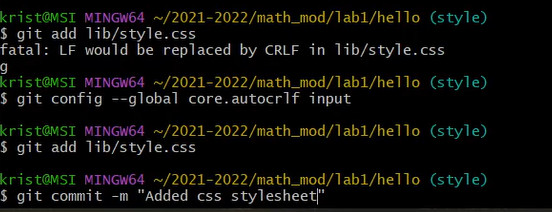 krist@MSI MINGW64 ~/2021-2022/math_mod/lab1/hello (style)
$ git add lib/style.css
fatal: LF would be replaced by CRLF in lib/style.css
g
krist@MSI MINGW64 ~/2021-2022/math_mod/lab1/hello (style)
$ git config --global core.autocrlf input
krist@MSI MINGW64 ~/2021-2022/math_mod/lab1/hello (style)
$ git add lib/style.css
krist@MSI MINGW64 ~/2021-2022/math_mod/lab1/hello (style)
$ git commit -m "Added css stylesheet"